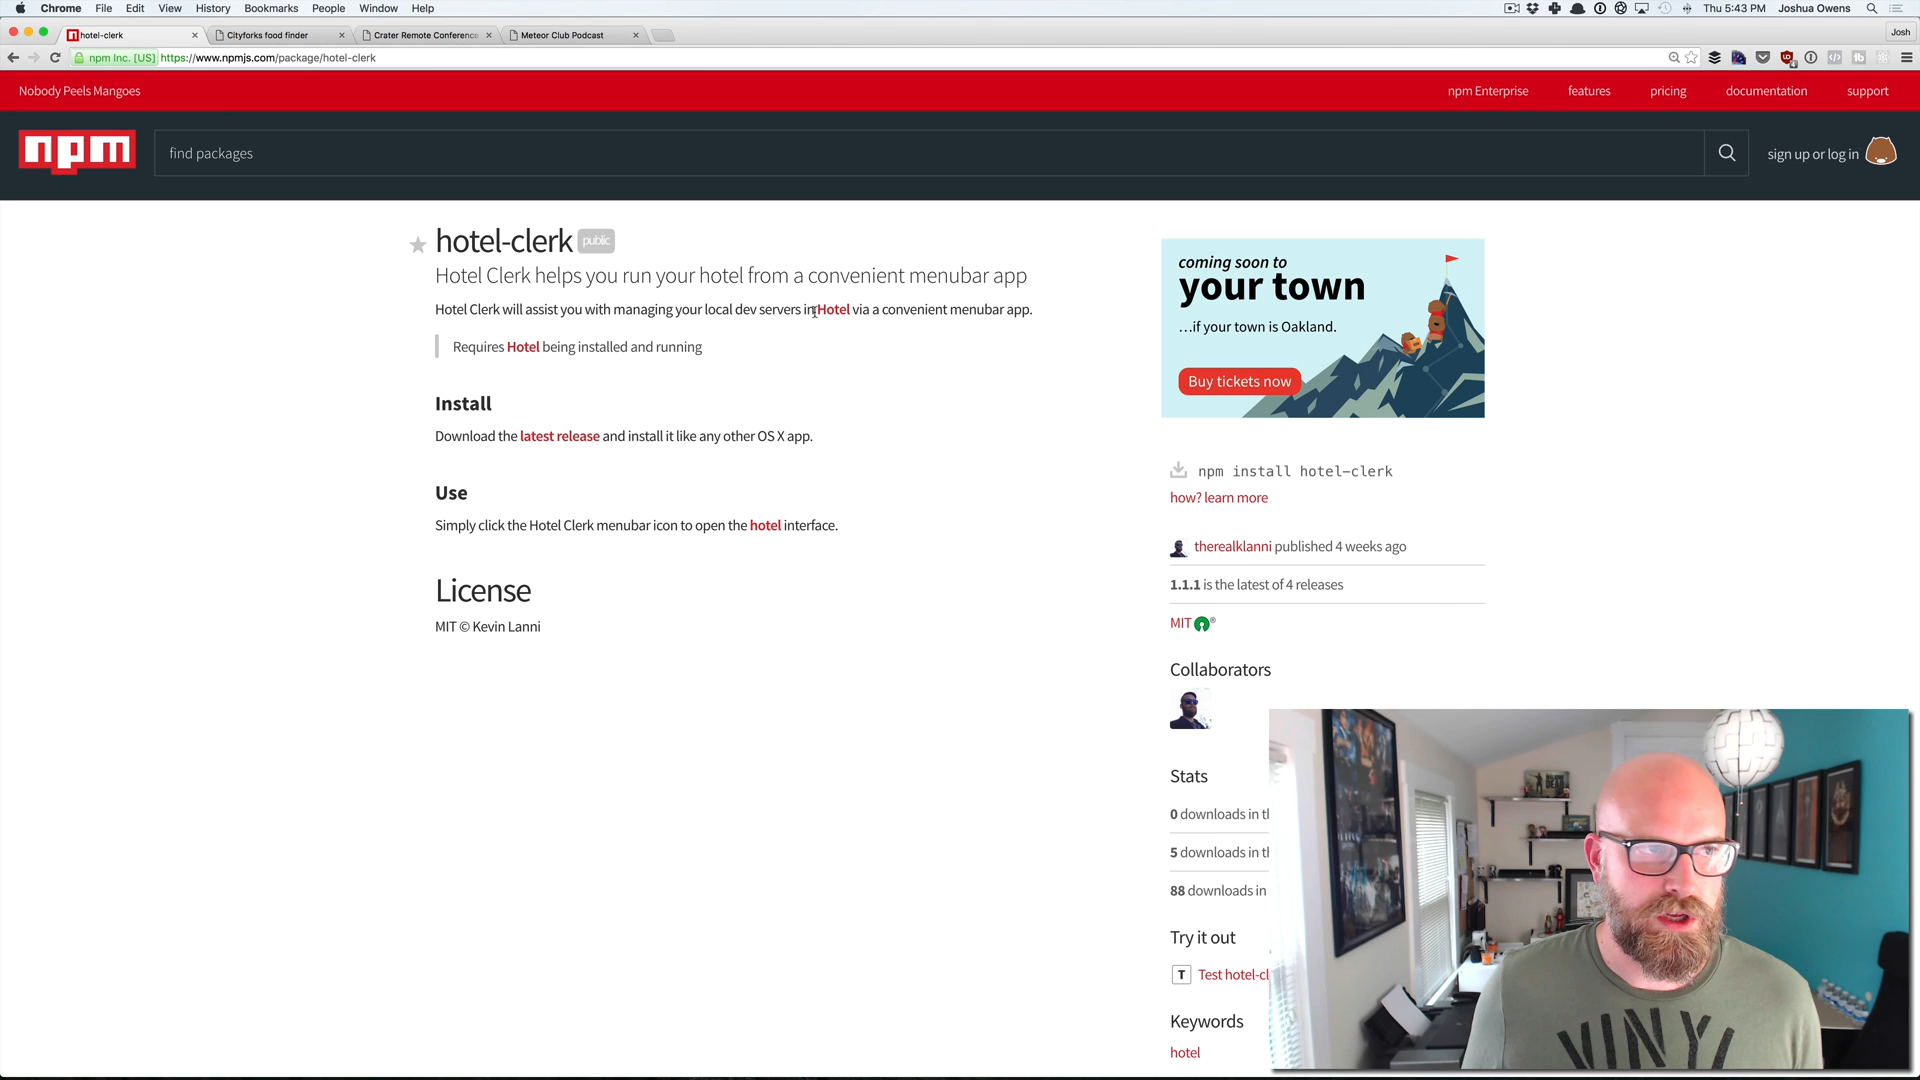 Chrome File Edit View History Bookmarks People Window Help
Thu 5:43 PM Joshua Owens
hotel-clerk
Cityforks food finder
Crater Remote Conference
Meteor Club Podcast
Josh
npm Inc. [US] https://www.npmjs.com/package/hotel-clerk
Nobody Peels Mangoes
npm Enterprise features pricing documentation support
npm
find packages
sign up or log in
hotel-clerk public
Hotel Clerk helps you run your hotel from a convenient menubar app
Hotel Clerk will assist you with managing your local dev servers in Hotel via a convenient menubar app.
Requires Hotel being installed and running
Install
Download the latest release and install it like any other OS X app.
Use
Simply click the Hotel Clerk menubar icon to open the hotel interface.
License
MIT © Kevin Lanni
coming soon to
your town
…if your town is Oakland.
Buy tickets now
npm install hotel-clerk
how? learn more
therealklanni published 4 weeks ago
1.1.1 is the latest of 4 releases
MIT
Collaborators
Stats
0 downloads in th
5 downloads in th
88 downloads in
Try it out
T Test hotel-cl
Keywords
hotel
VINYL